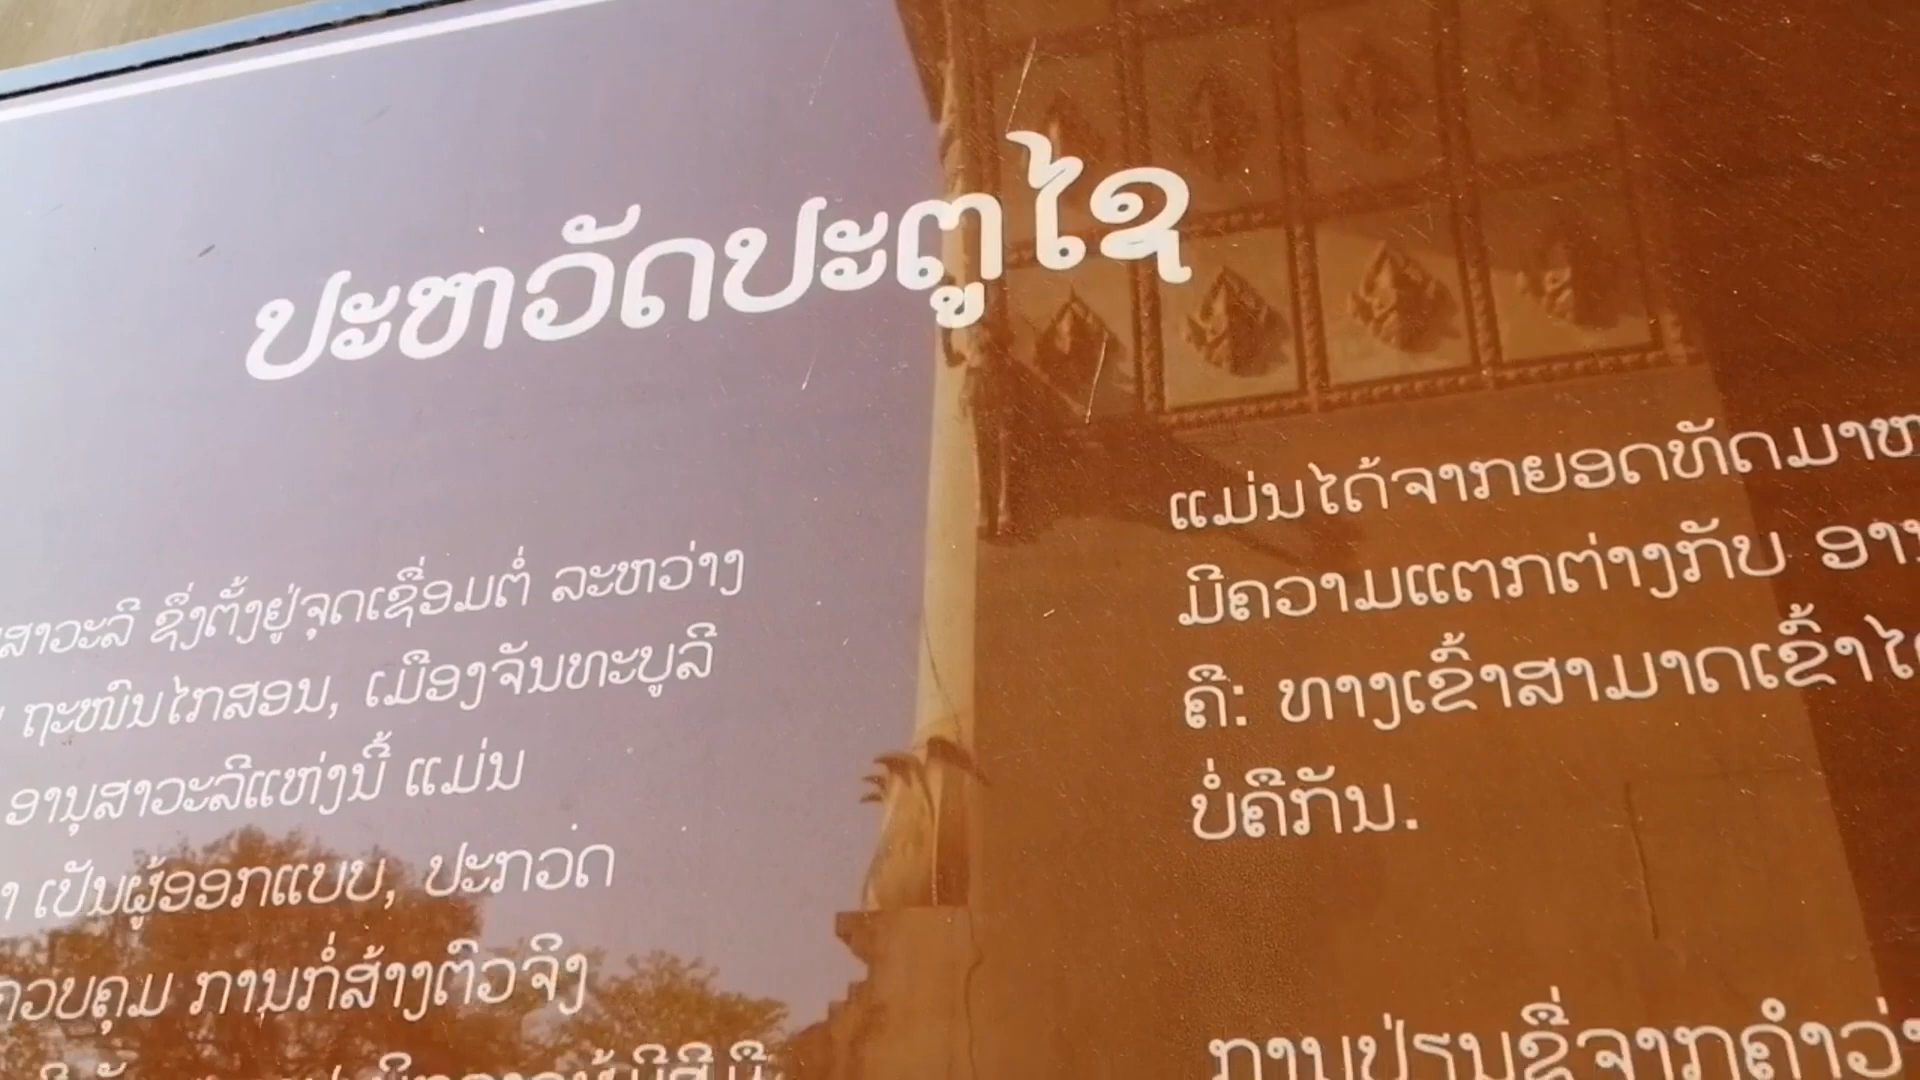 ປະຫວັດປະຕູໄຊ
ສາວະລີ ຊຶ່ງຕັ້ງຢູ່ຈຸດເຊື່ອມຕໍ່ ລະຫວ່າງ
ຖະໜົນໄກສອນ, ເມືອງຈັນທະບູລີ
ອານຸສາວະລີແຫ່ງນີ້ ແມ່ນ
ເປັນຜູ້ອອກແບບ, ປະກວດ
ຄວບຄຸມ ການກໍ່ສ້າງຕົວຈິງ
ແມ່ນໄດ້ຈາກຍອດທັດມາຫ
ມີຄວາມແຕກຕ່າງກັບ ອາ
ຄື: ທາງເຂົ້າສາມາດເຂົ້າໄ
ບໍ່ຄືກັນ.
ການປ່ຽນຊື່ຈາກຄຳວ່